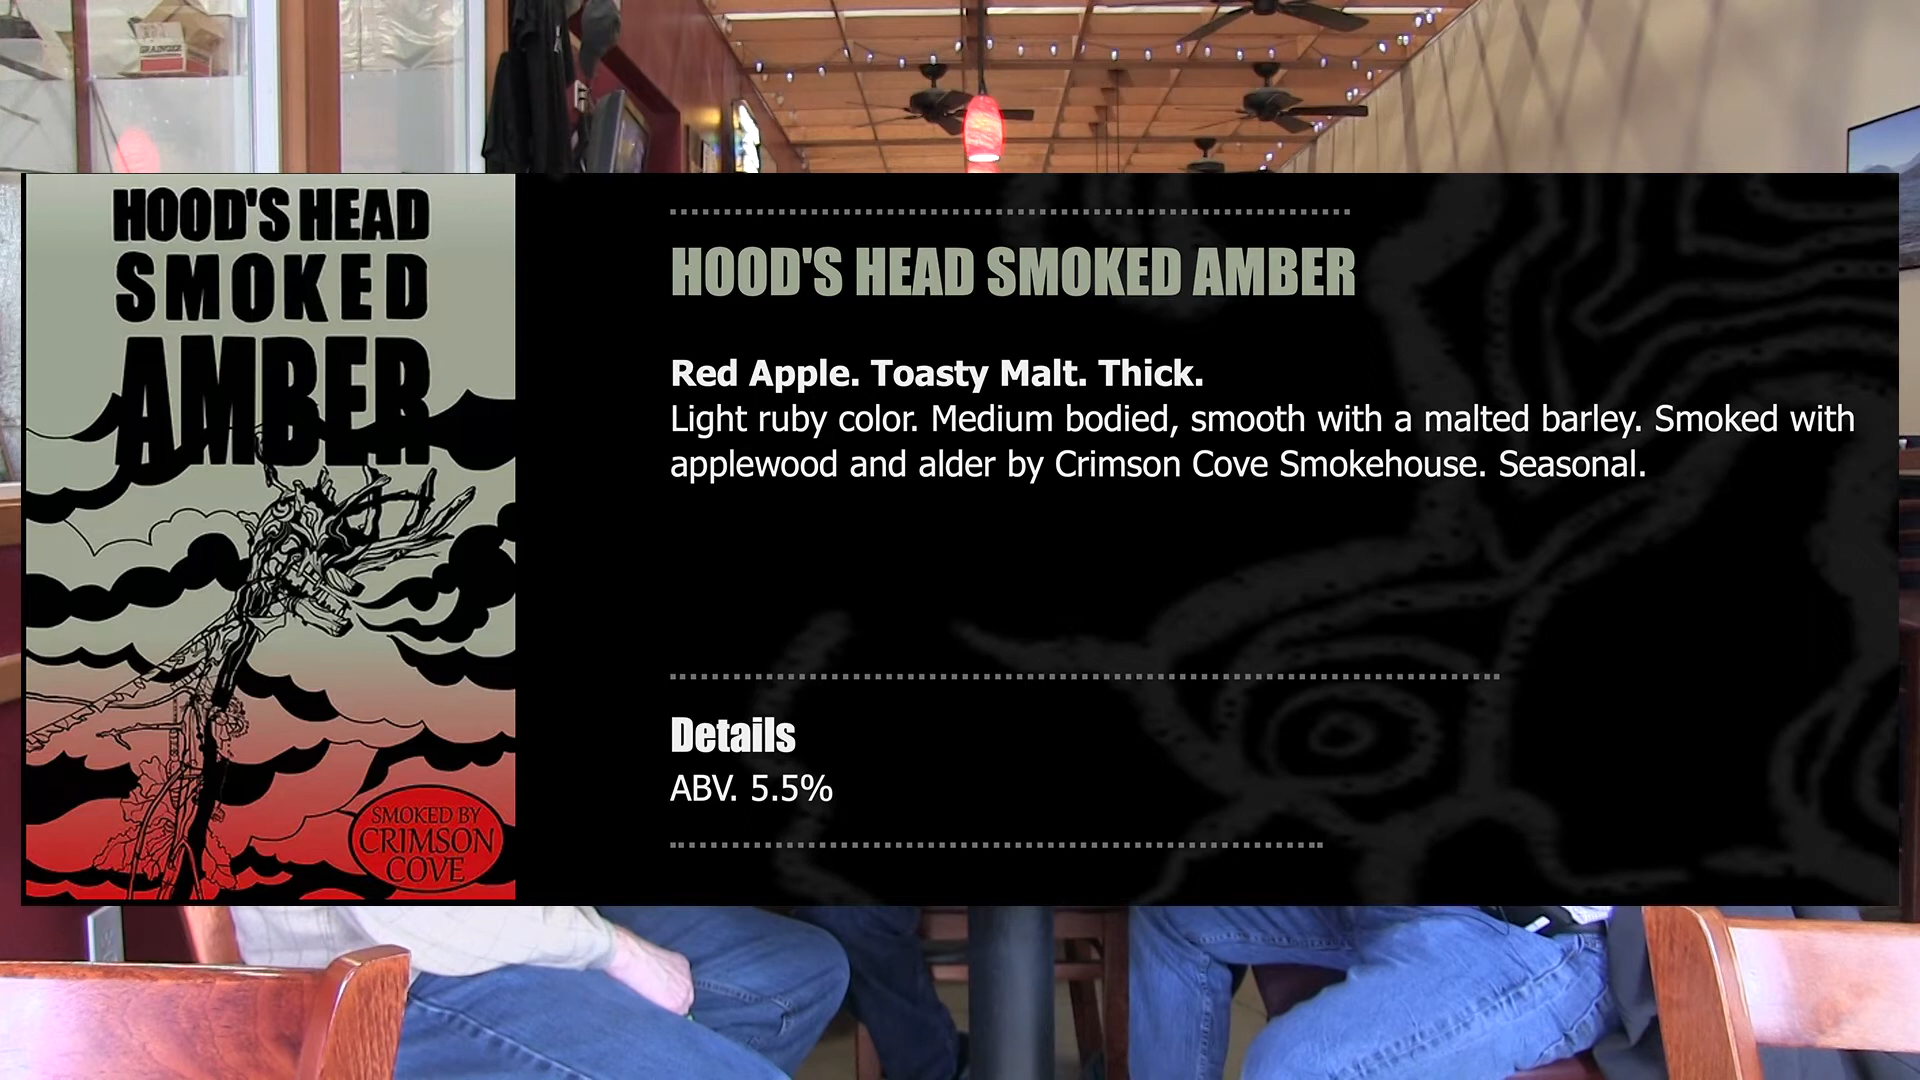 GRAINGER
HOOD'S HEAD
SMOKED
AMBER
SMOKED BY
CRIMSON
COVE
HOOD'S HEAD SMOKED AMBER
Red Apple. Toasty Malt. Thick.
Light ruby color. Medium bodied, smooth with a malted barley. Smoked with
applewood and alder by Crimson Cove Smokehouse. Seasonal.
Details
ABV. 5.5%